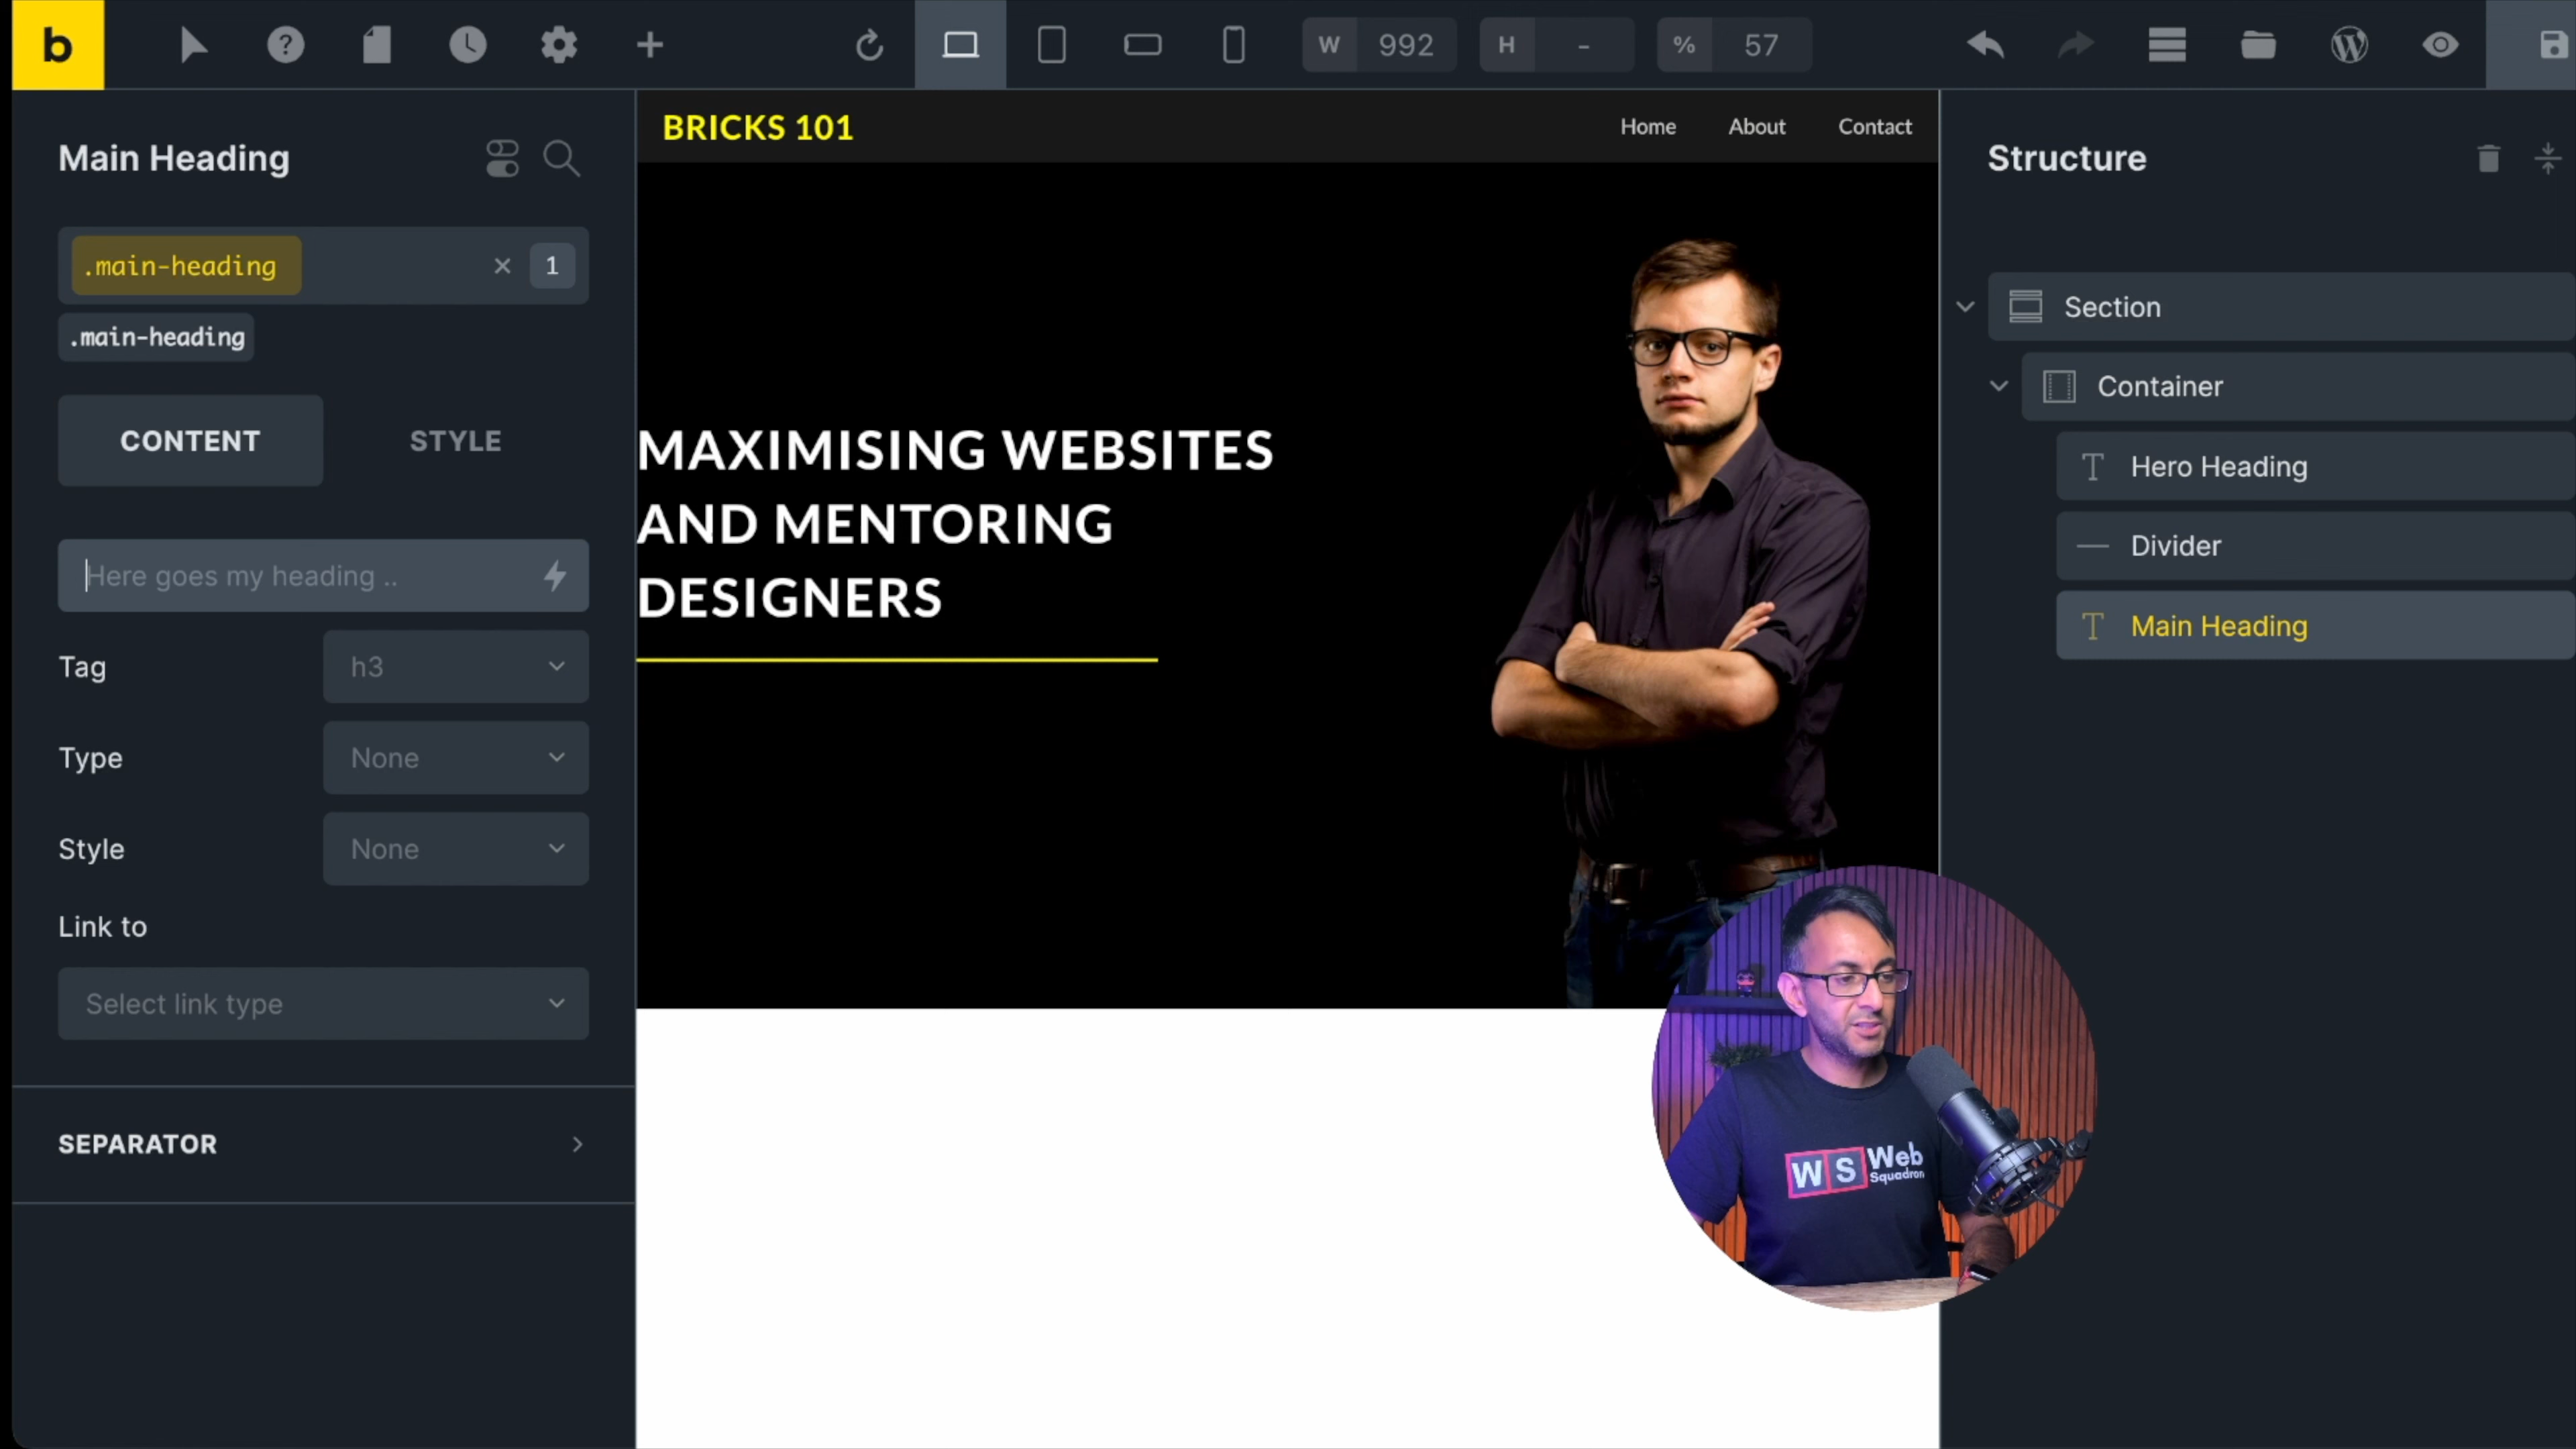 b
?
W 992
H -
% 57
Main Heading
.main-heading
× 1
.main-heading
CONTENT
STYLE
Here goes my heading ..
Tag
h3
Type
None
Style
None
Link to
Select link type
SEPARATOR
BRICKS 101
Home
About
Contact
MAXIMISING WEBSITES
AND MENTORING
DESIGNERS
Structure
Section
Container
Hero Heading
Divider
Main Heading
WS Web
Squadron